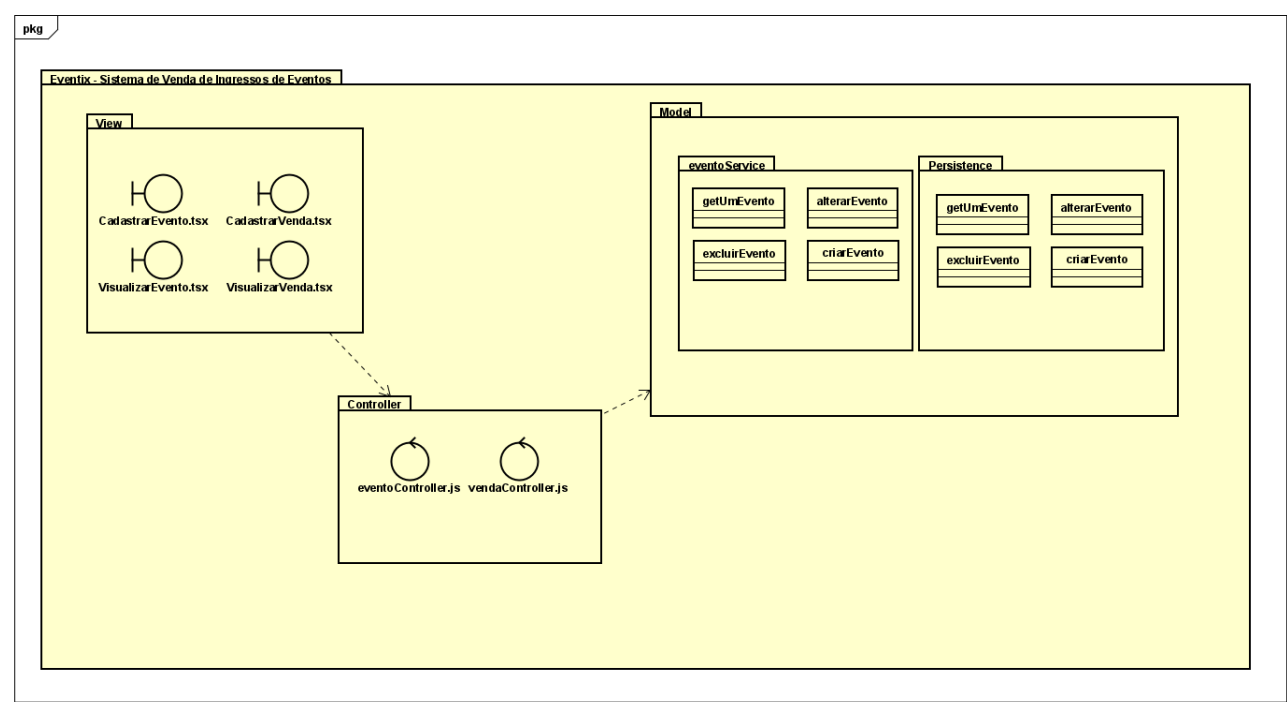 pkg
Eventix - Sistema de Venda de Ingressos de Eventos
View
CadastrarEvento.tsx CadastrarVenda.tsx
VisualizarEvento.tsx VisualizarVenda.tsx
Controller
eventoController.js vendaController.js
Model
eventoService
getUmEvento alterarEvento
excluirEvento criarEvento
Persistence
getUmEvento alterarEvento
excluirEvento criarEvento